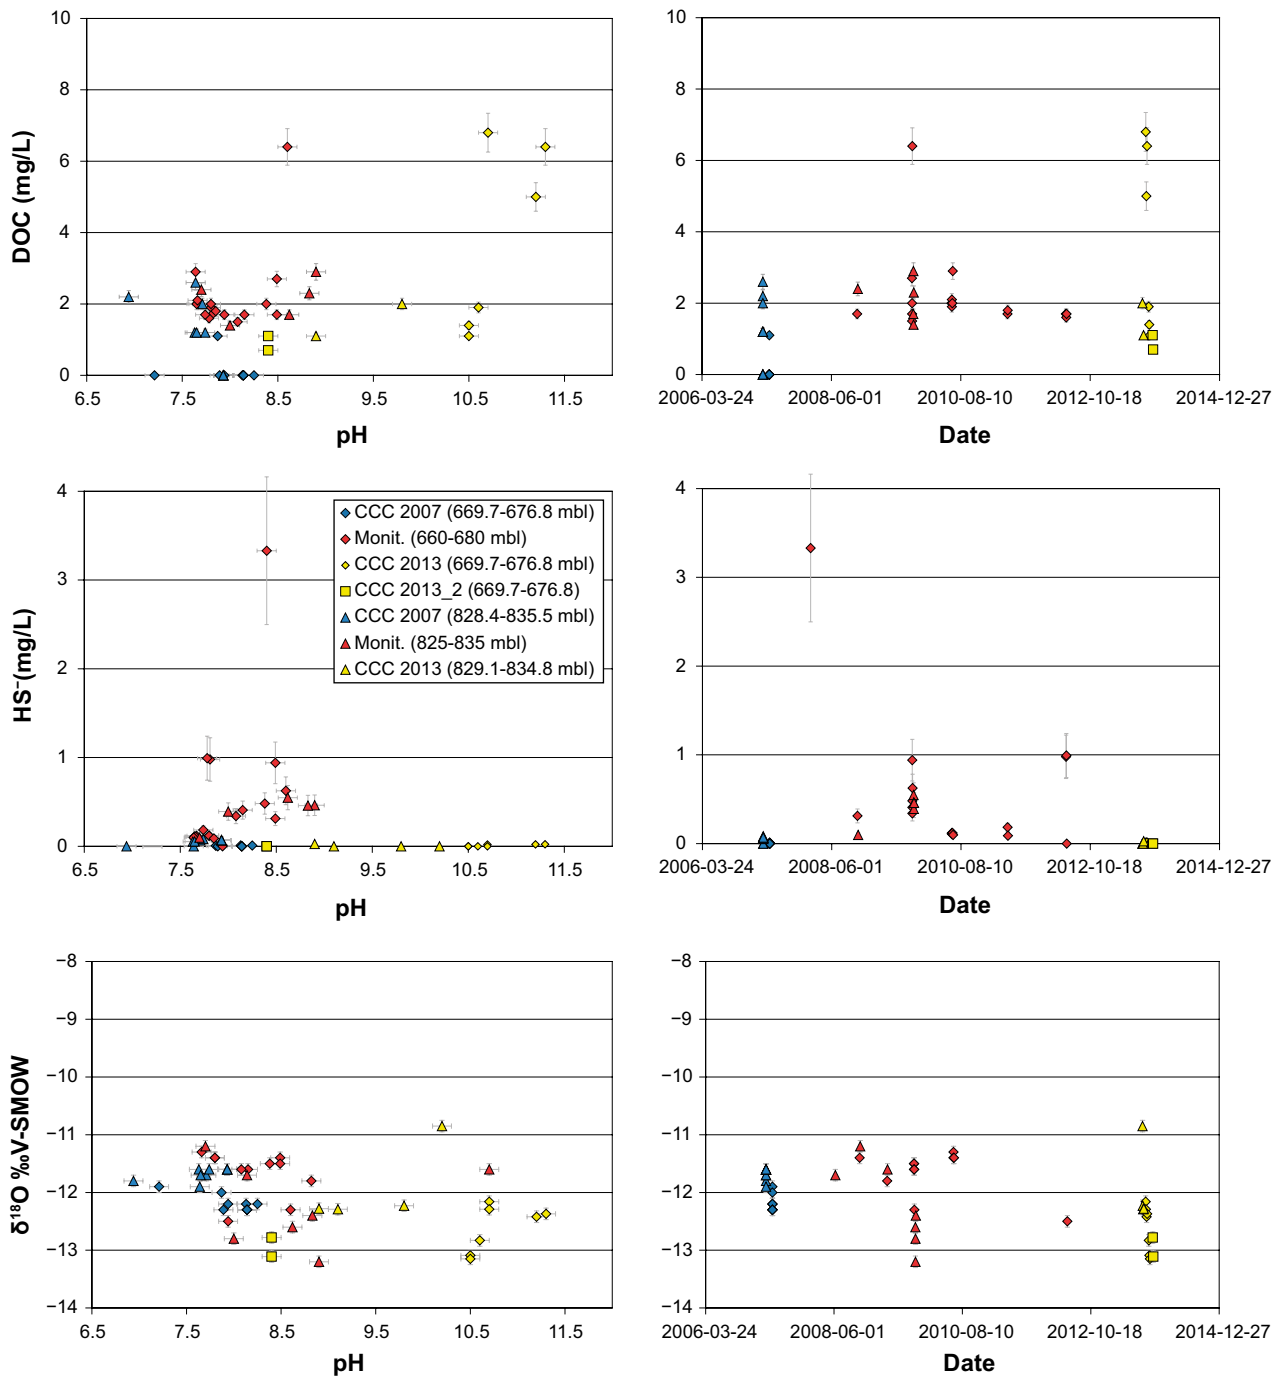 10
8
6
4
2
0
DOC (mg/L)
6.5 7.5 8.5 9.5 10.5 11.5
pH
10
8
6
4
2
0
2006-03-24 2008-06-01 2010-08-10 2012-10-18 2014-12-27
Date
4
3
2
1
0
HS⁻(mg/L)
CCC 2007 (669.7-676.8 mbl)
Monit. (660-680 mbl)
CCC 2013 (669.7-676.8 mbl)
CCC 2013_2 (669.7-676.8)
CCC 2007 (828.4-835.5 mbl)
Monit. (825-835 mbl)
CCC 2013 (829.1-834.8 mbl)
6.5 7.5 8.5 9.5 10.5 11.5
pH
4
3
2
1
0
2006-03-24 2008-06-01 2010-08-10 2012-10-18 2014-12-27
Date
−8
−9
−10
−11
−12
−13
−14
δ¹⁸O ‰V-SMOW
6.5 7.5 8.5 9.5 10.5 11.5
pH
−8
−9
−10
−11
−12
−13
−14
2006-03-24 2008-06-01 2010-08-10 2012-10-18 2014-12-27
Date